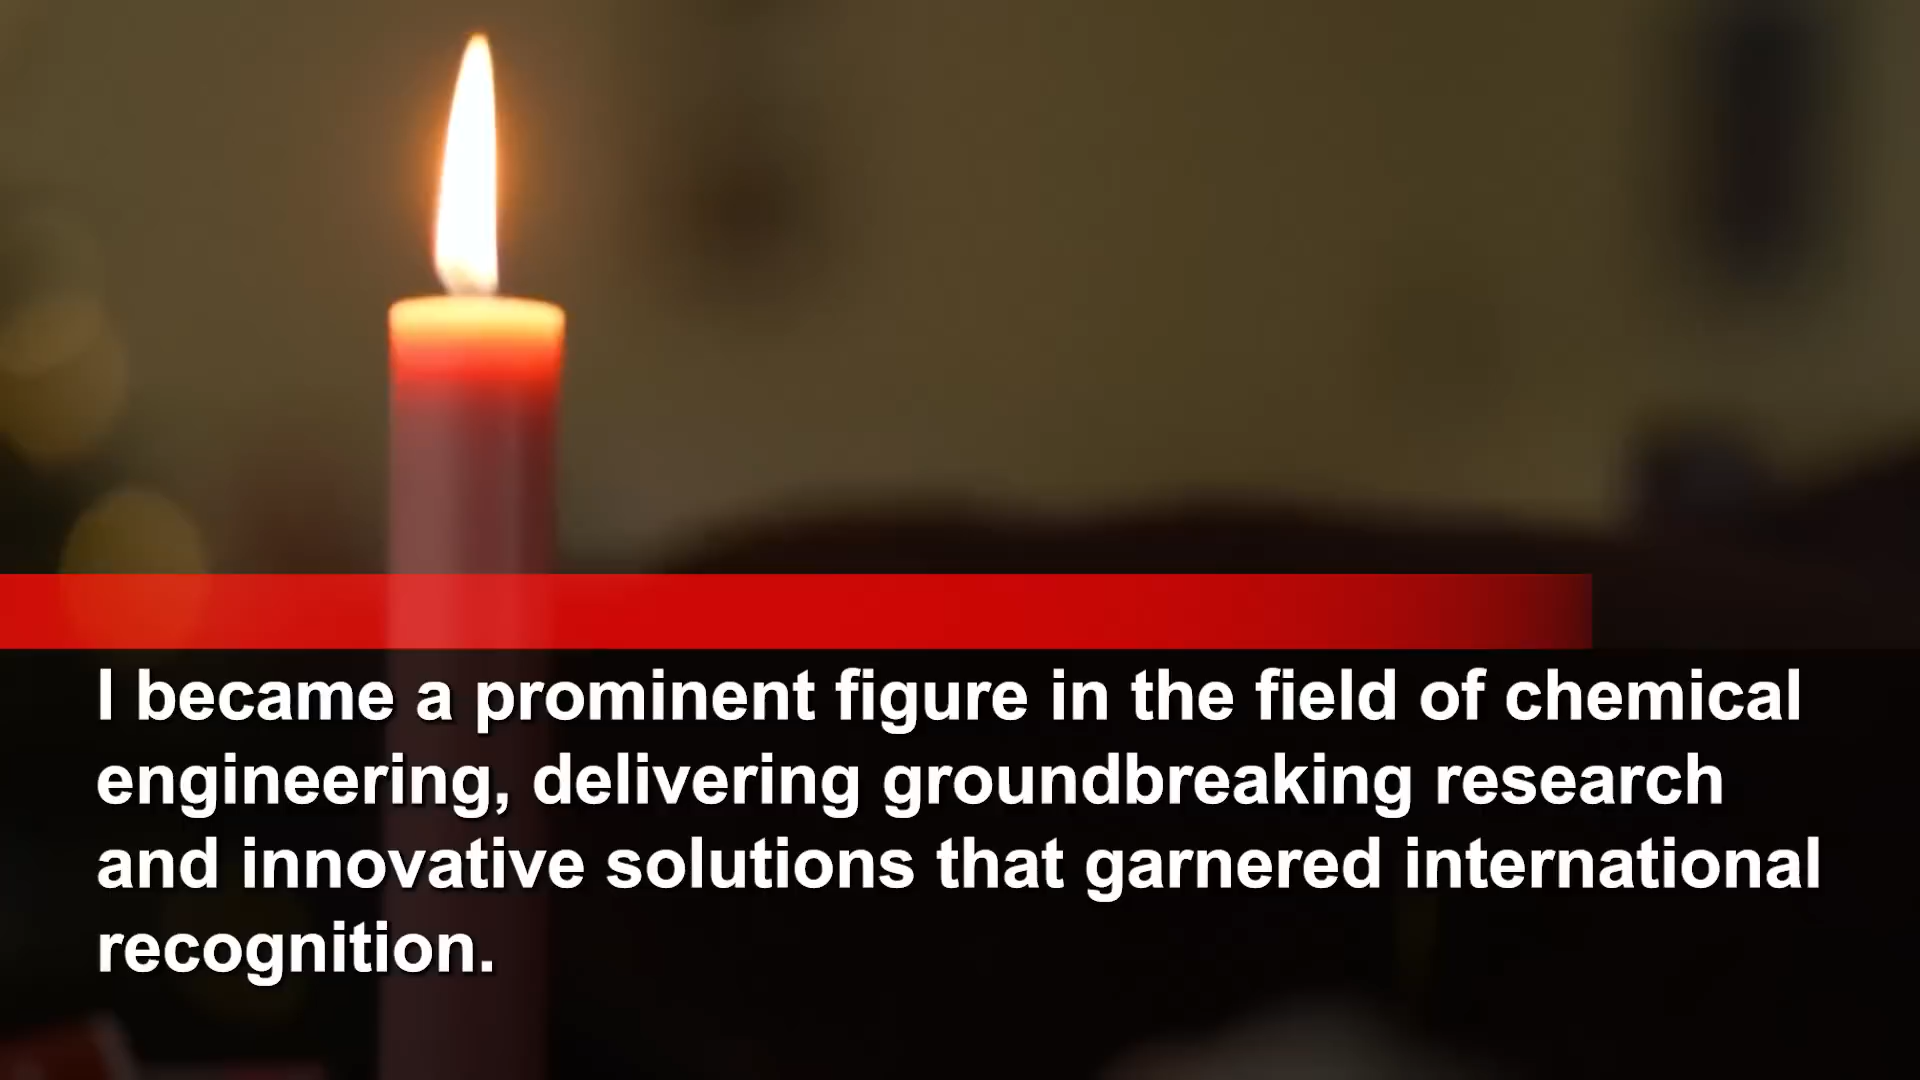 I became a prominent figure in the field of chemical
engineering, delivering groundbreaking research
and innovative solutions that garnered international
recognition.